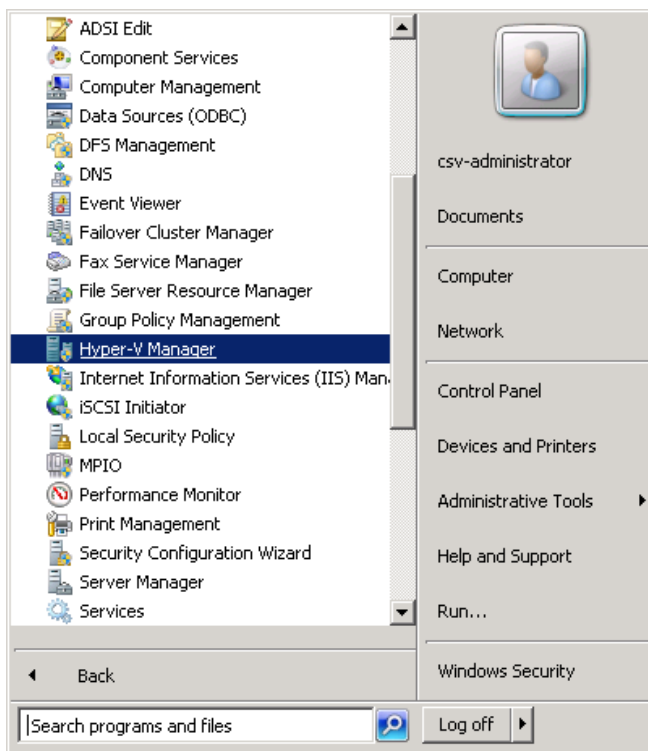 ADSI Edit
Component Services
Computer Management
Data Sources (ODBC)
DFS Management
DNS
Event Viewer
Failover Cluster Manager
Fax Service Manager
File Server Resource Manager
Group Policy Management
Hyper-V Manager
Internet Information Services (IIS) Man
iSCSI Initiator
Local Security Policy
MPIO
Performance Monitor
Print Management
Security Configuration Wizard
Server Manager
Services
Back
Search programs and files
csv-administrator
Documents
Computer
Network
Control Panel
Devices and Printers
Administrative Tools
Help and Support
Run...
Windows Security
Log off